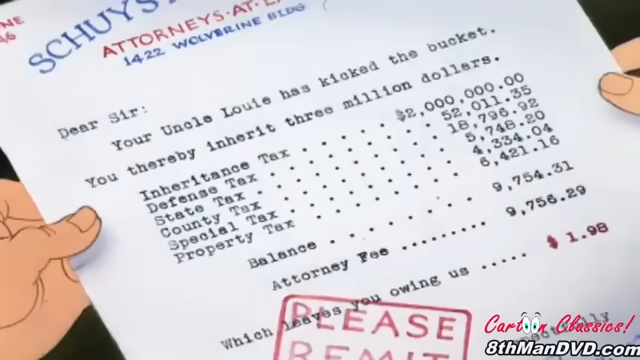 NE
46
SCHUYS
ATTORNEYS·AT·L
1422 WOLVERINE BLDG
Dear Sir:
Your Uncle Louie has kicked the bucket.
You thereby inherit three million dollars.
Inheritance Tax . . . . . $2,000,000.00
Defense Tax . . . . . . . 52,011.35
State Tax . . . . . . . . 18,796.92
County Tax . . . . . . . 5,748.20
Special Tax . . . . . . . 4,334.04
Property Tax . . . . . . 6,421.16
Balance . . . . . . . 9,754.31
Attorney Fee ......... 9,756.29
Which leaves you owing us ..... $ 1.98
PLEASE
REMIT
ectfully
Cartoon Classics!
8thManDVD.com